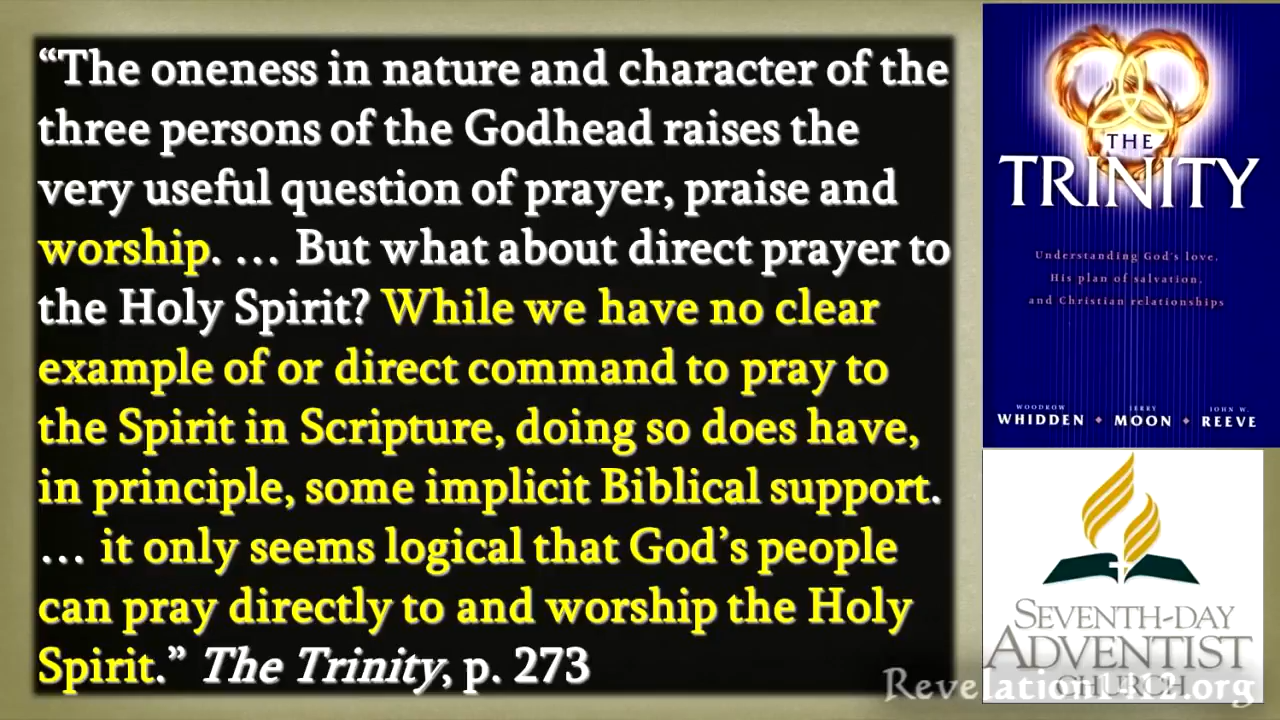 “The oneness in nature and character of the
three persons of the Godhead raises the
very useful question of prayer, praise and
worship. … But what about direct prayer to
the Holy Spirit? While we have no clear
example of or direct command to pray to
the Spirit in Scripture, doing so does have,
in principle, some implicit Biblical support.
… it only seems logical that God’s people
can pray directly to and worship the Holy
Spirit.” The Trinity, p. 273
THE
TRINITY
Understanding God's love,
His plan of salvation,
and Christian relationships
WOODROW WHIDDEN ◆ JERRY MOON ◆ JOHN W. REEVE
SEVENTH-DAY
ADVENTIST
CHURCH
Revelation1412.org